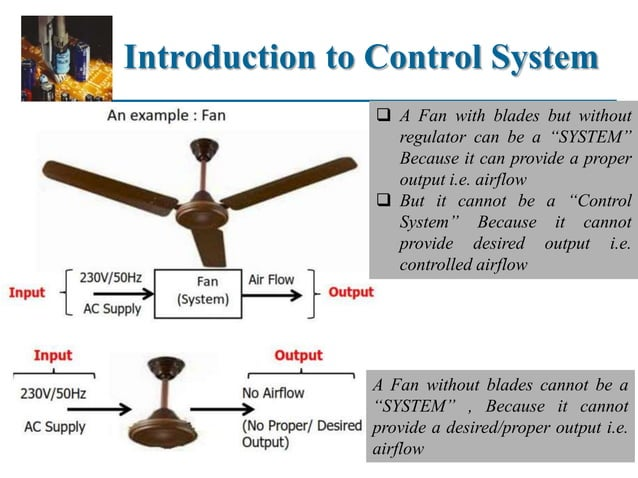 Introduction to Control System
An example : Fan
❑ A Fan with blades but without
regulator can be a “SYSTEM”
Because it can provide a proper
output i.e. airflow
❑ But it cannot be a “Control
System” Because it cannot
provide desired output i.e.
controlled airflow
Input
230V/50Hz
AC Supply
Fan
(System)
Air Flow
Output
Input
230V/50Hz
AC Supply
Output
No Airflow
(No Proper/ Desired
Output)
A Fan without blades cannot be a
“SYSTEM” , Because it cannot
provide a desired/proper output i.e.
airflow